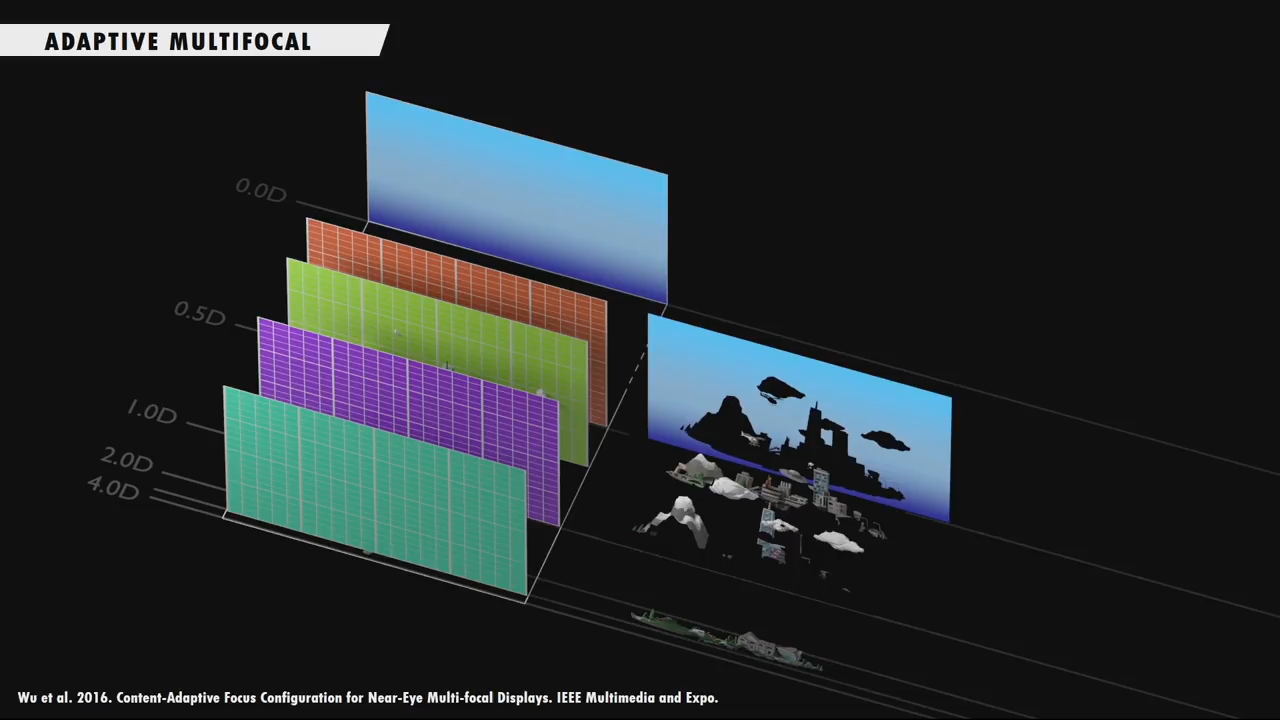 ADAPTIVE MULTIFOCAL
0.0D
0.5D
1.0D
2.0D
4.0D
Wu et al. 2016. Content-Adaptive Focus Configuration for Near-Eye Multi-focal Displays. IEEE Multimedia and Expo.